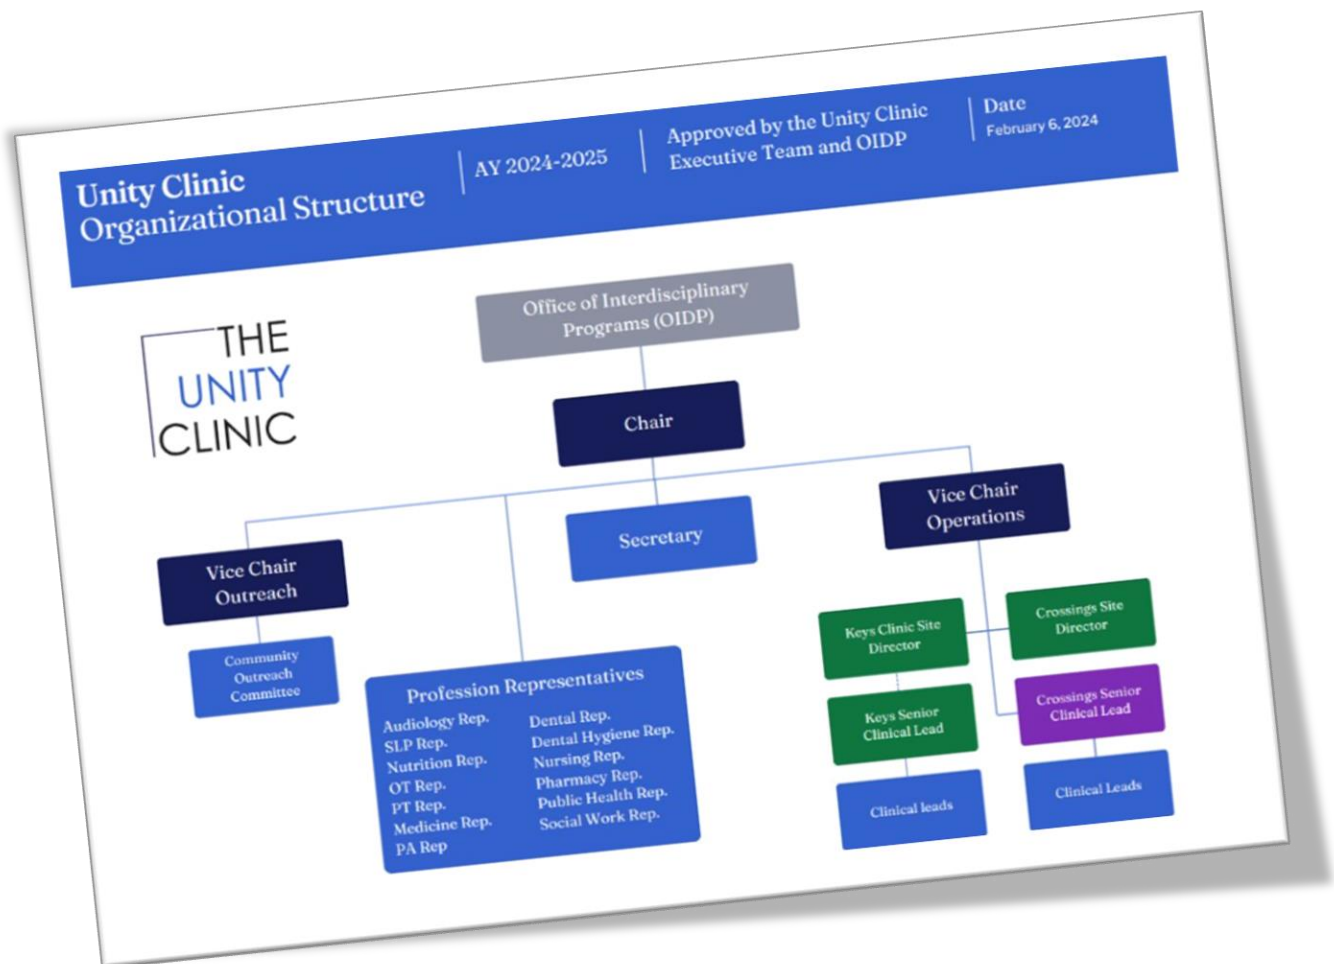 Unity Clinic
Organizational Structure
AY 2024-2025
Approved by the Unity Clinic
Executive Team and OIDP
Date
February 6, 2024
THE
UNITY
CLINIC
Office of Interdisciplinary
Programs (OIDP)
Chair
Secretary
Vice Chair
Operations
Vice Chair
Outreach
Community
Outreach
Committee
Profession Representatives
Audiology Rep.
SLP Rep.
Nutrition Rep.
OT Rep.
PT Rep.
Medicine Rep.
PA Rep
Dental Rep.
Dental Hygiene Rep.
Nursing Rep.
Pharmacy Rep.
Public Health Rep.
Social Work Rep.
Keys Clinic Site
Director
Keys Senior
Clinical Lead
Clinical leads
Crossings Site
Director
Crossings Senior
Clinical Lead
Clinical Leads